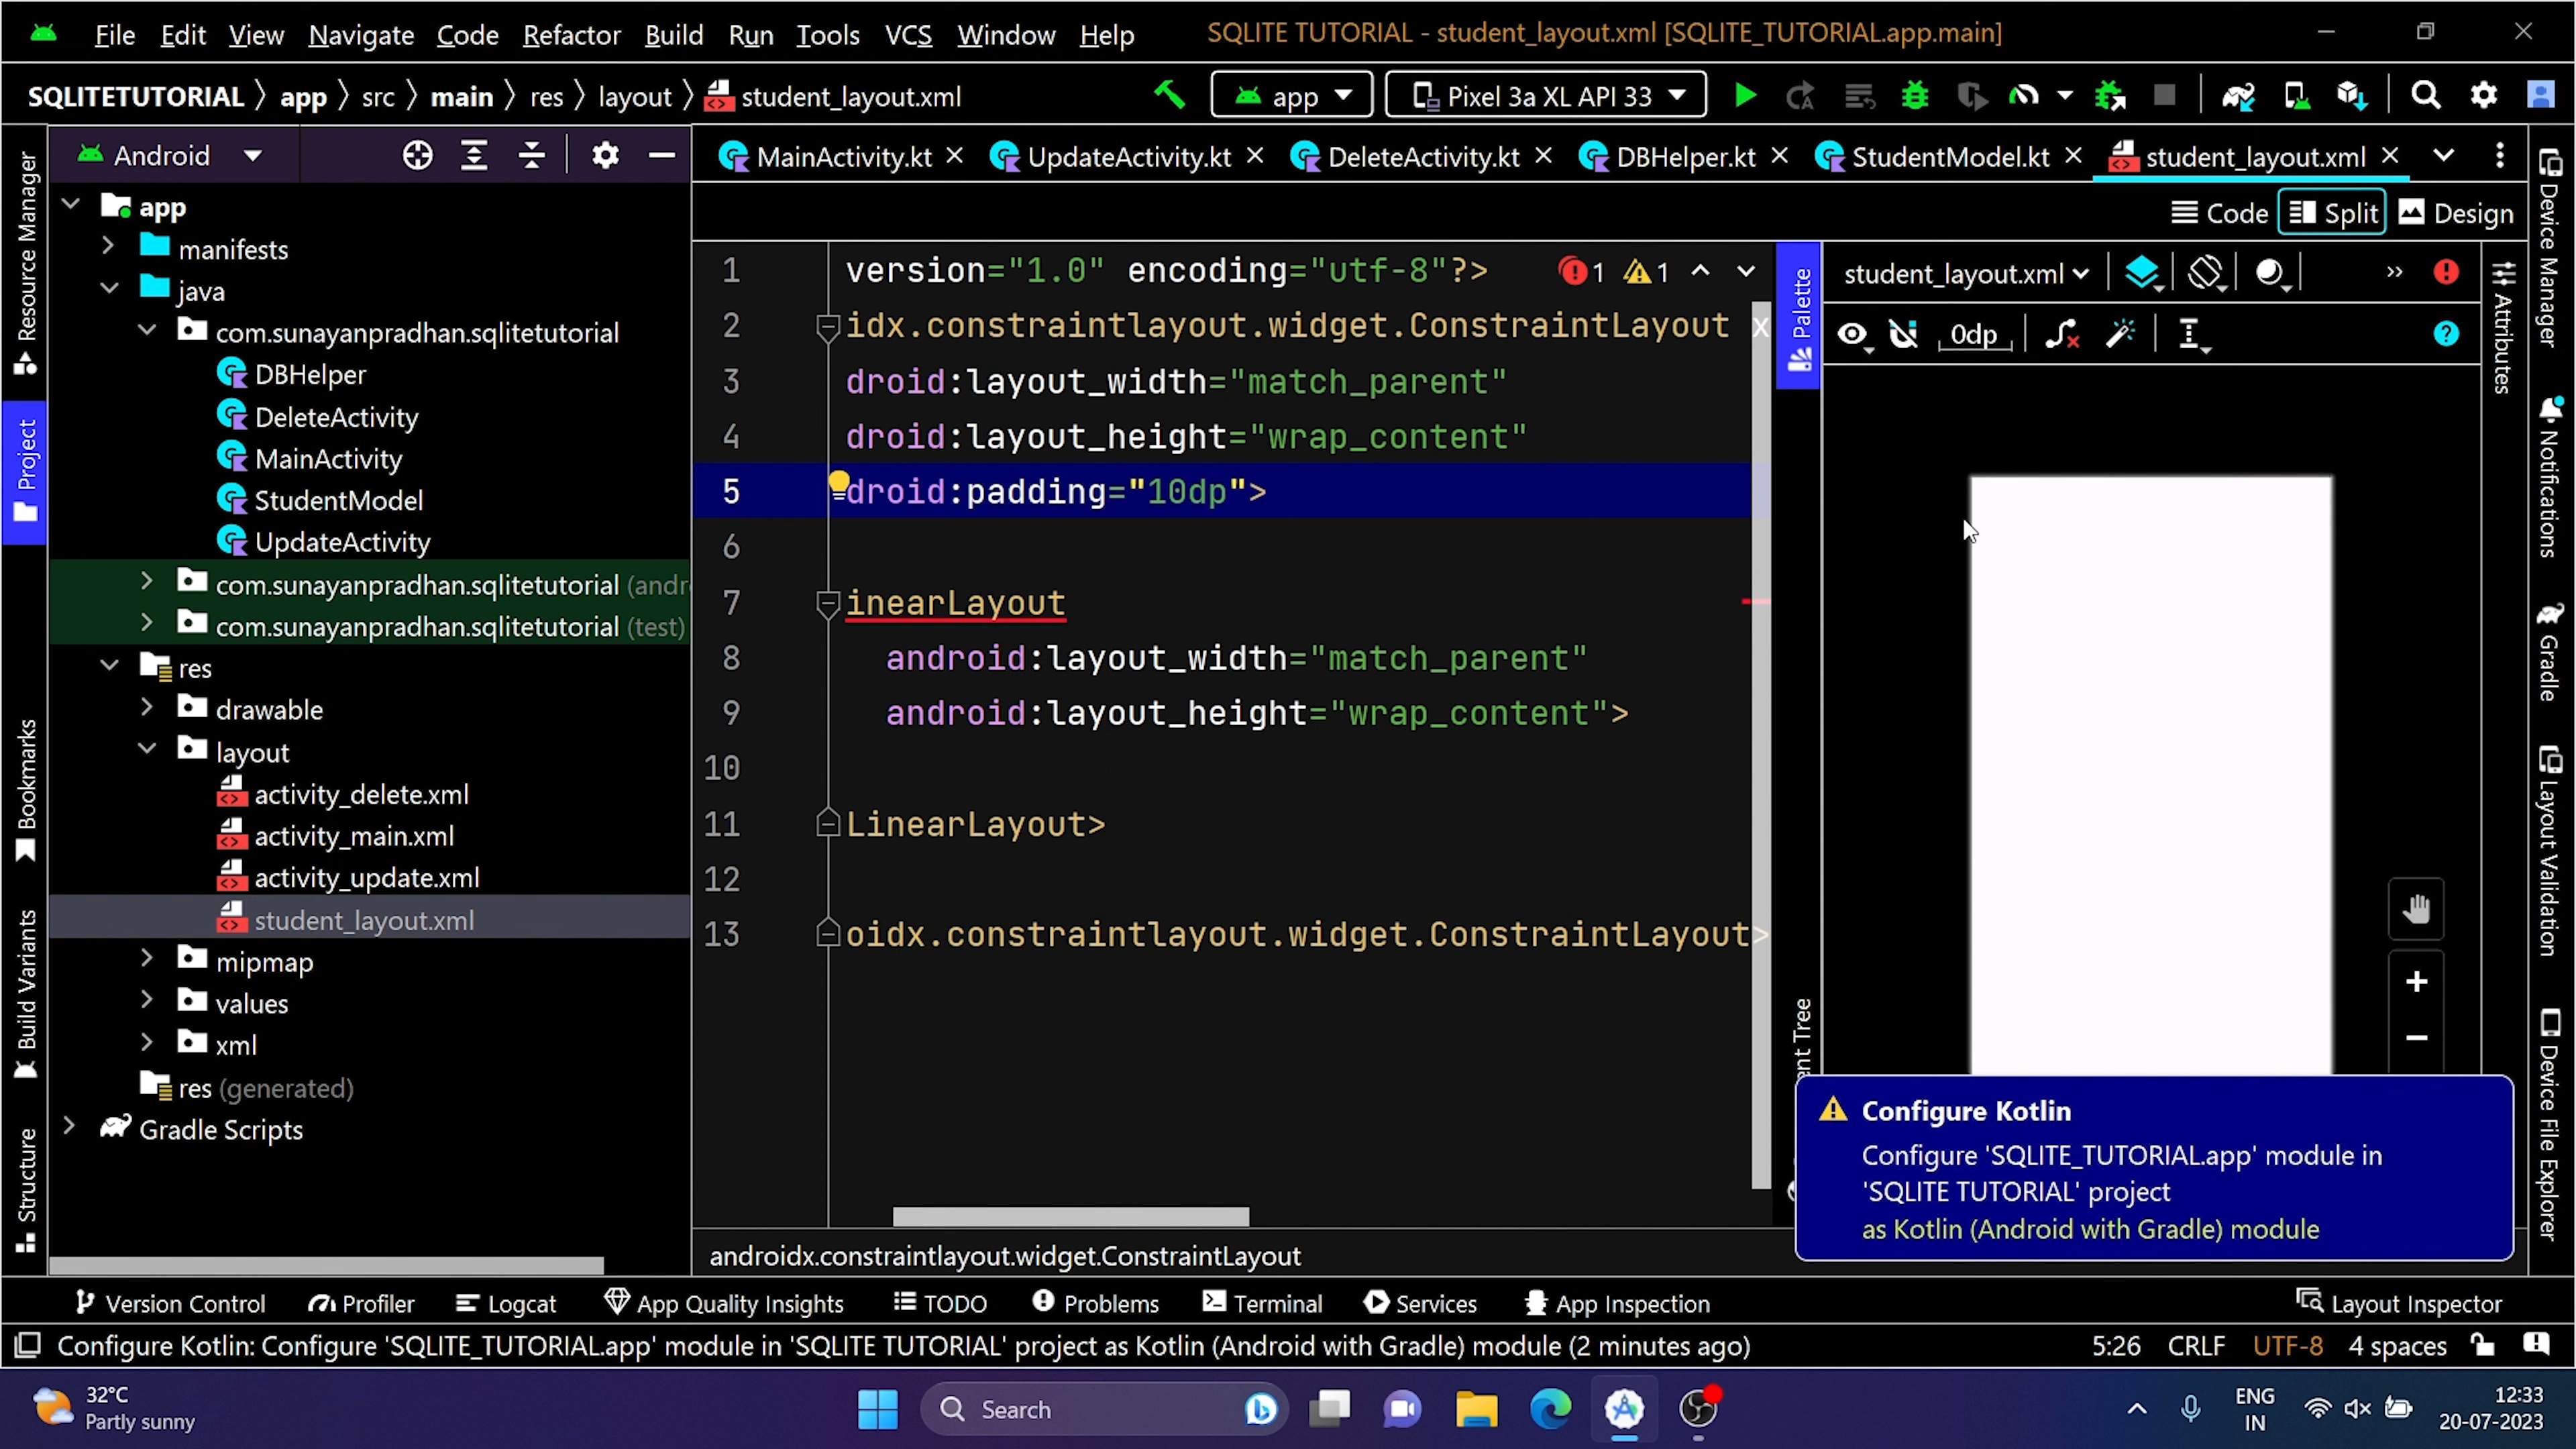 File Edit View Navigate Code Refactor Build Run Tools VCS Window Help SQLITE TUTORIAL - student_layout.xml [SQLITE_TUTORIAL.app.main]
SQLITETUTORIAL app src main res layout student_layout.xml app Pixel 3a XL API 33
Android
MainActivity.kt UpdateActivity.kt DeleteActivity.kt DBHelper.kt StudentModel.kt student_layout.xml
Code Split Design
Resource Manager
Project
Bookmarks
Build Variants
Structure
app
manifests
java
com.sunayanpradhan.sqlitetutorial
DBHelper
DeleteActivity
MainActivity
StudentModel
UpdateActivity
com.sunayanpradhan.sqlitetutorial (andr
com.sunayanpradhan.sqlitetutorial (test)
res
drawable
layout
activity_delete.xml
activity_main.xml
activity_update.xml
student_layout.xml
mipmap
values
xml
res (generated)
Gradle Scripts
1 version="1.0" encoding="utf-8"?> 1 1
2 idx.constraintlayout.widget.ConstraintLayout x
3 droid:layout_width="match_parent"
4 droid:layout_height="wrap_content"
5 droid:padding="10dp">
6
7 inearLayout
8 android:layout_width="match_parent"
9 android:layout_height="wrap_content">
10
11 LinearLayout>
12
13 oidx.constraintlayout.widget.ConstraintLayout>
androidx.constraintlayout.widget.ConstraintLayout
Palette
ent Tree
student_layout.xml
0dp
Attributes
Device Manager
Notifications
Gradle
Layout Validation
Device File Explorer
Configure Kotlin
Configure 'SQLITE_TUTORIAL.app' module in
'SQLITE TUTORIAL' project
as Kotlin (Android with Gradle) module
Version Control Profiler Logcat App Quality Insights TODO Problems Terminal Services App Inspection Layout Inspector
Configure Kotlin: Configure 'SQLITE_TUTORIAL.app' module in 'SQLITE TUTORIAL' project as Kotlin (Android with Gradle) module (2 minutes ago) 5:26 CRLF UTF-8 4 spaces
32°C
Partly sunny
Search
ENG
IN
12:33
20-07-2023